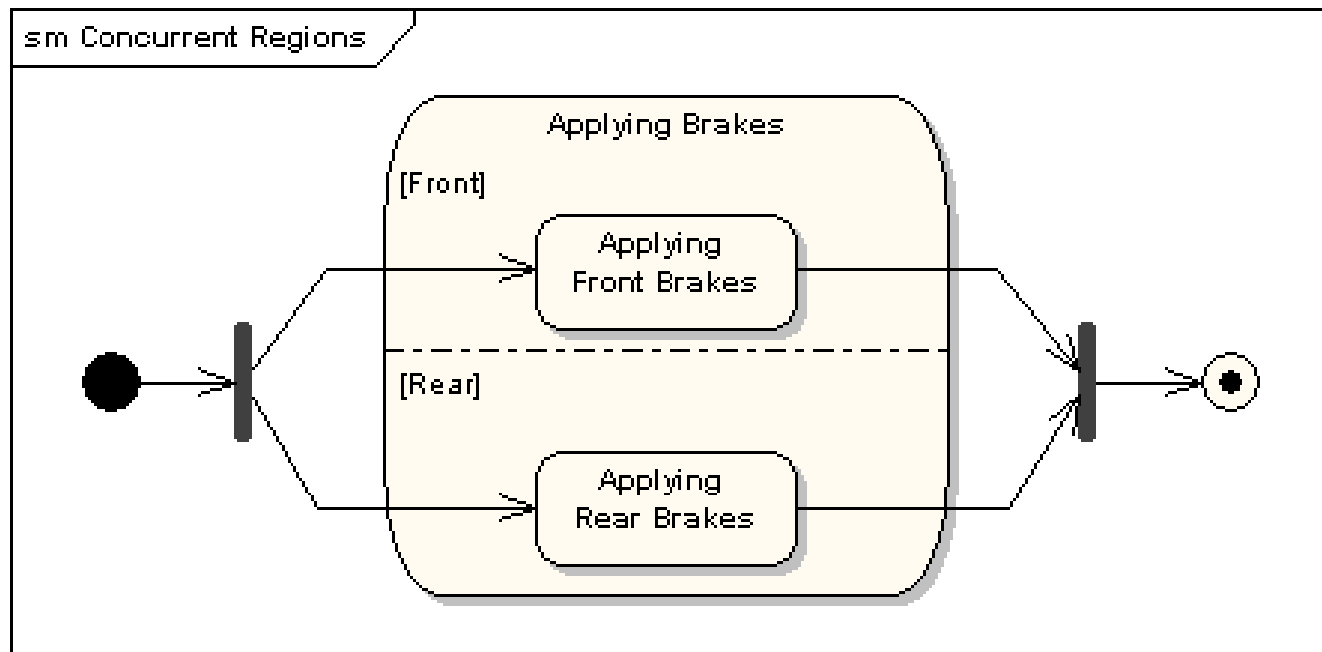 sm Concurrent Regions
Applying Brakes
[Front]
Applying
Front Brakes
[Rear]
Applying
Rear Brakes